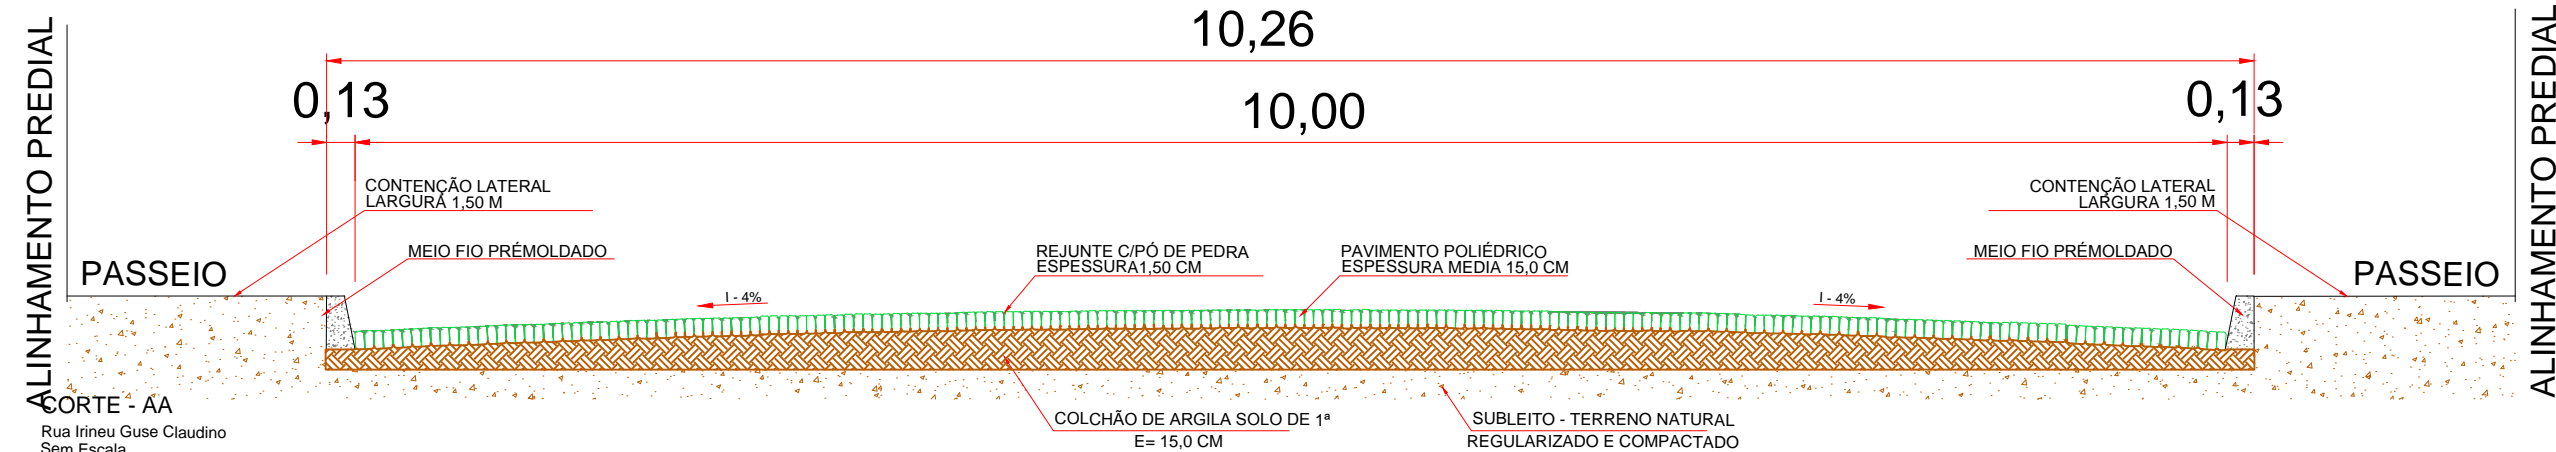 10,26
0,13
10,00
0,13
ALINHAMENTO PREDIAL
ALINHAMENTO PREDIAL
CONTENÇÃO LATERAL
LARGURA 1,50 M
CONTENÇÃO LATERAL
LARGURA 1,50 M
MEIO FIO PRÉMOLDADO
REJUNTE C/PÓ DE PEDRA
ESPESSURA1,50 CM
PAVIMENTO POLIÉDRICO
ESPESSURA MEDIA 15,0 CM
MEIO FIO PRÉMOLDADO
PASSEIO
PASSEIO
I - 4%
I - 4%
CORTE - AA
Rua Irineu Guse Claudino
Sem Escala
COLCHÃO DE ARGILA SOLO DE 1ª
E= 15,0 CM
SUBLEITO - TERRENO NATURAL
REGULARIZADO E COMPACTADO